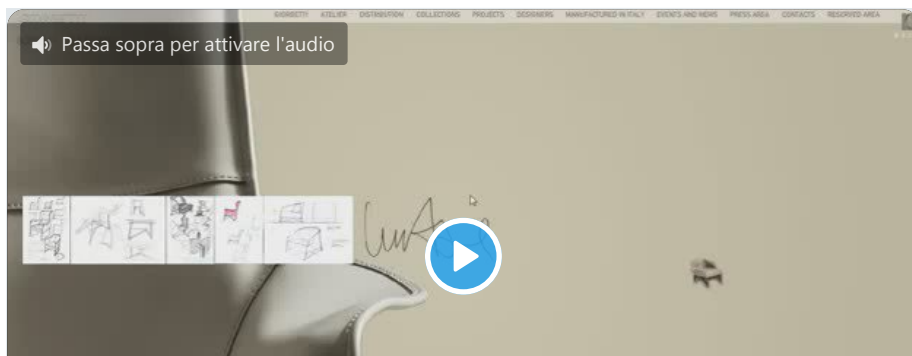 GIORGETTI ATELIER DISTRIBUTION COLLECTIONS PROJECTS DESIGNERS MANUFACTURED IN ITALY EVENTS AND NEWS PRESS AREA CONTACTS RESERVED AREA
Passa sopra per attivare l'audio